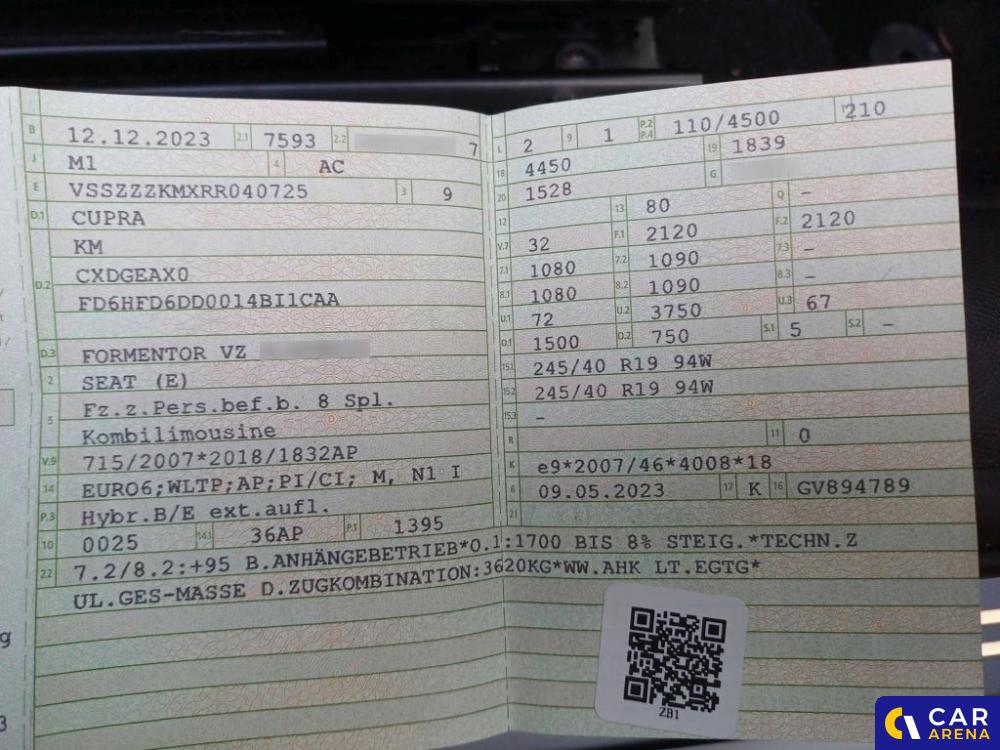 B 12.12.2023 2.1 7593 2.2 7
J M1 4 AC
E VSSZZZKMXRR040725 3 9
D.1 CUPRA
KM
D.2 CXDGEAX0
FD6HFD6DD0014BI1CAA
D.3 FORMENTOR VZ
2 SEAT (E)
5 Fz.z.Pers.bef.b. 8 Spl.
Kombilimousine
V.9 715/2007*2018/1832AP
14 EURO6;WLTP;AP;PI/CI; M, N1 I
P.3 Hybr.B/E ext.aufl.
10 0025 14.1 36AP P.1 1395
L 2 9 1 P.2 P.4 110/4500 T 210
18 4450 19 1839
20 1528 G
12 13 80 Q –
V.7 32 F.1 2120 F.2 2120
7.1 1080 7.2 1090 7.3 –
8.1 1080 8.2 1090 8.3 –
U.1 72 U.2 3750 U.3 67
O.1 1500 O.2 750 S.1 5 S.2 –
15.1 245/40 R19 94W
15.2 245/40 R19 94W
15.3 –
R 11 0
K e9*2007/46*4008*18
6 09.05.2023 17 K 16 GV894789
21
22 7.2/8.2:+95 B.ANHÄNGEBETRIEB*O.1:1700 BIS 8% STEIG.*TECHN.Z
UL.GES-MASSE D.ZUGKOMBINATION:3620KG*WW.AHK LT.EGTG*
g
3
ZB1
CAR
ARENA